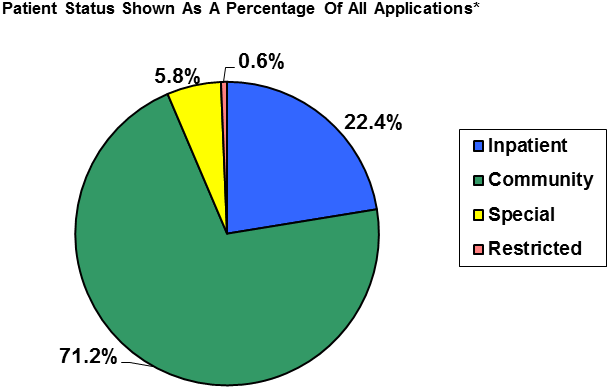 Patient Status Shown As A Percentage Of All Applications*
0.6%
5.8%
22.4%
71.2%
Inpatient
Community
Special
Restricted